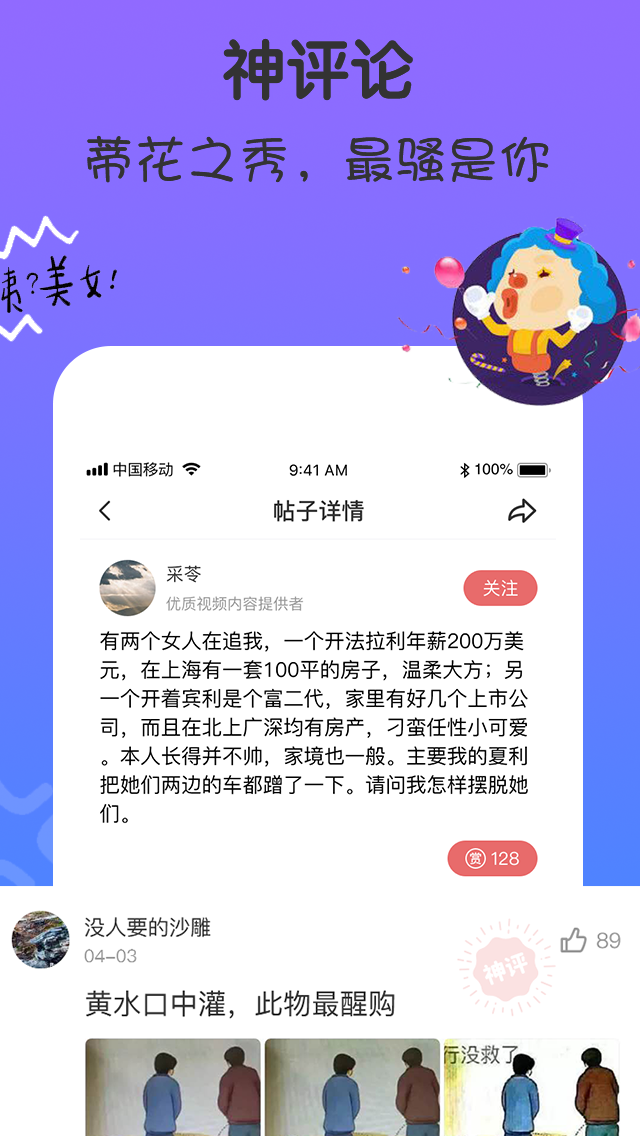 神评论
蒂花之秀，最骚是你
咦?美女!
中国移动 9:41 AM 100%
帖子详情
采苓
优质视频内容提供者
关注
有两个女人在追我，一个开法拉利年薪200万美
元，在上海有一套100平的房子，温柔大方；另
一个开着宾利是个富二代，家里有好几个上市公
司，而且在北上广深均有房产，刁蛮任性小可爱
。本人长得并不帅，家境也一般。主要我的夏利
把她们两边的车都蹭了一下。请问我怎样摆脱她
们。
赏 128
没人要的沙雕
04-03
神评
89
黄水口中灌，此物最醒购
行没救了